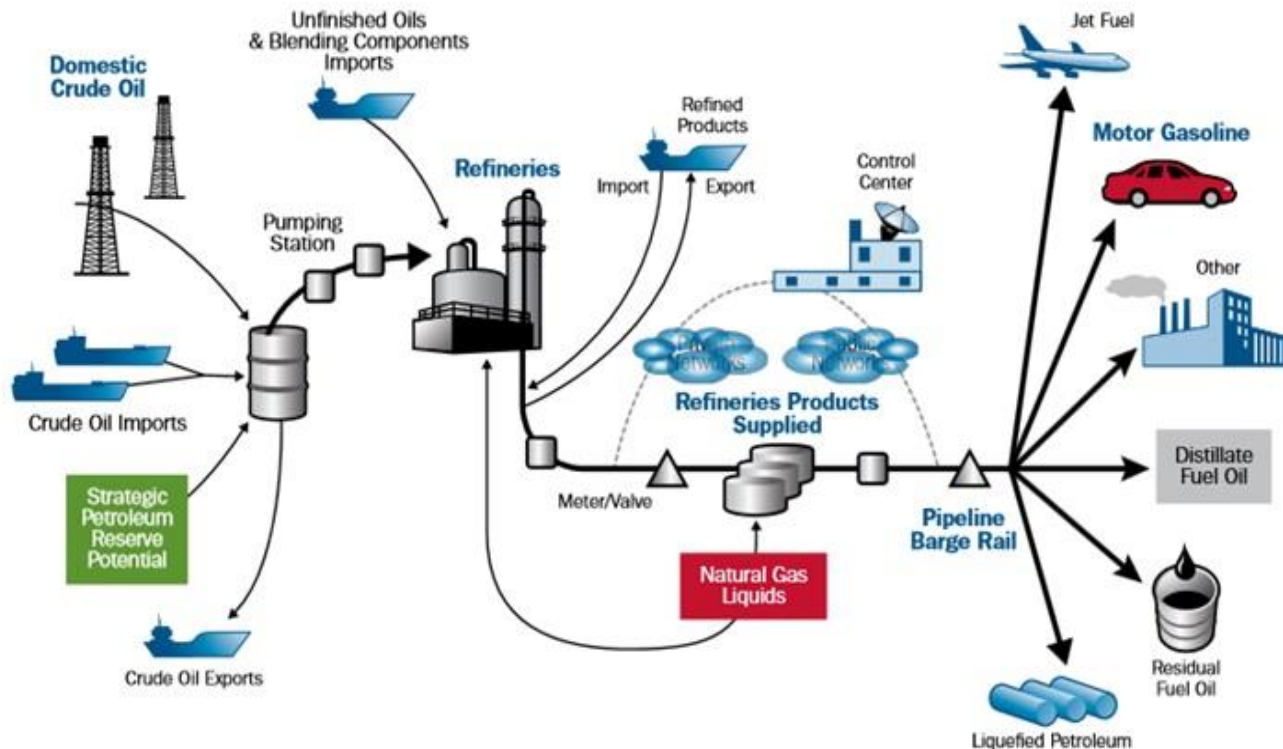 Jet Fuel
Unfinished Oils
& Blending Components
Imports
Domestic
Crude Oil
Refined
Products
Motor Gasoline
Refineries
Import
Export
Control
Center
Pumping
Station
Other
Networks
Networks
Refineries Products
Supplied
Crude Oil Imports
Distillate
Fuel Oil
Meter/Valve
Strategic
Petroleum
Reserve
Potential
Pipeline
Barge Rail
Natural Gas
Liquids
Crude Oil Exports
Residual
Fuel Oil
Liquefied Petroleum